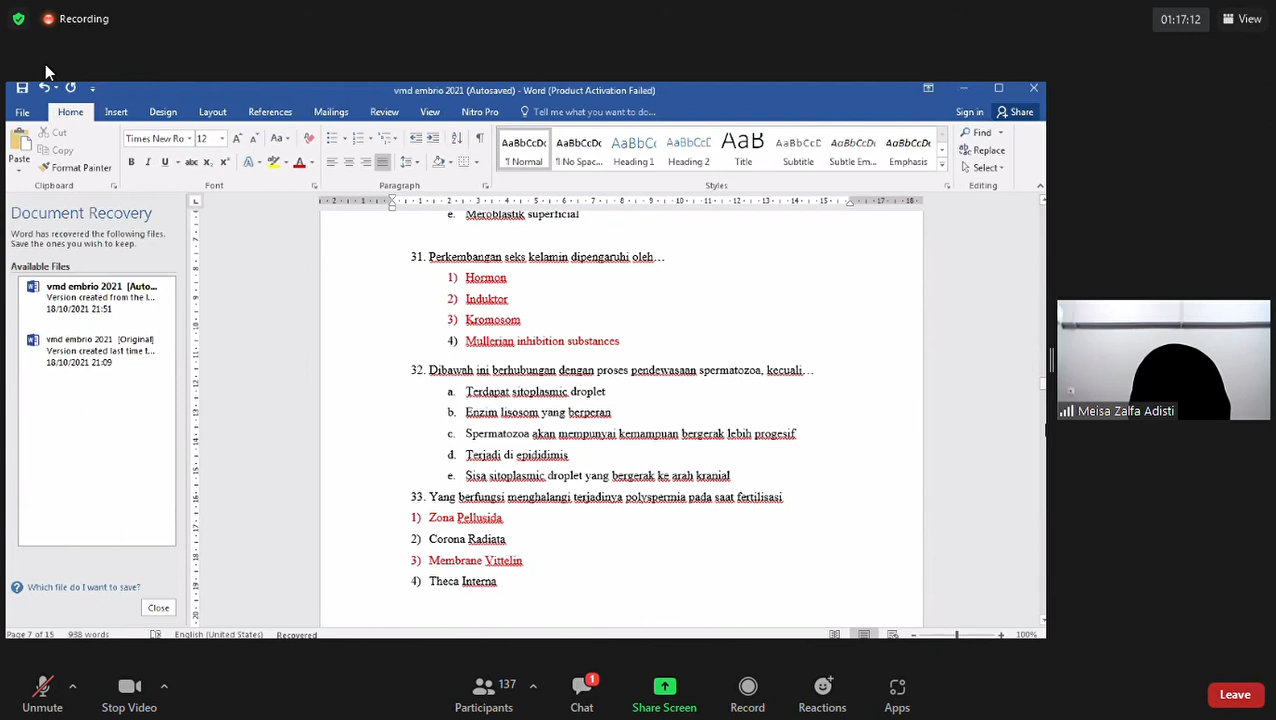 Recording
01:17:12
View
vmd embrio 2021 (Autosaved) - Word (Product Activation Failed)
File Home Insert Design Layout References Mailings Review View Nitro Pro Tell me what you want to do... Sign in Share
Paste
Cut
Copy
Format Painter
Clipboard
Times New Ro 12
Font
Paragraph
AaBbCcDc AaBbCcDc AaBbCc AaBbCcD AaB AaBbCcD AaBbCcDc AaBbCcDc
¶ Normal ¶ No Spac... Heading 1 Heading 2 Title Subtitle Subtle Em... Emphasis
Styles
Find
Replace
Select
Editing
Document Recovery
Word has recovered the following files.
Save the ones you wish to keep.
Available Files
vmd embrio 2021 [Auto...
Version created from the l...
18/10/2021 21:51
vmd embrio 2021 [Original]
Version created last time t...
18/10/2021 21:09
Which file do I want to save?
Close
e. Meroblastik superficial
31. Perkembangan seks kelamin dipengaruhi oleh…
1) Hormon
2) Induktor
3) Kromosom
4) Mullerian inhibition substances
32. Dibawah ini berhubungan dengan proses pendewasaan spermatozoa, kecuali…
a. Terdapat sitoplasmic droplet
b. Enzim lisosom yang berperan
c. Spermatozoa akan mempunyai kemampuan bergerak lebih progesif
d. Terjadi di epididimis
e. Sisa sitoplasmic droplet yang bergerak ke arah kranial
33. Yang berfungsi menghalangi terjadinya polyspermia pada saat fertilisasi
1) Zona Pellusida
2) Corona Radiata
3) Membrane Vittelin
4) Theca Interna
Page 7 of 15 938 words English (United States) Recovered 100%
Meisa Zalfa Adisti
Unmute
Stop Video
137
Participants
1
Chat
Share Screen
Record
Reactions
Apps
Leave